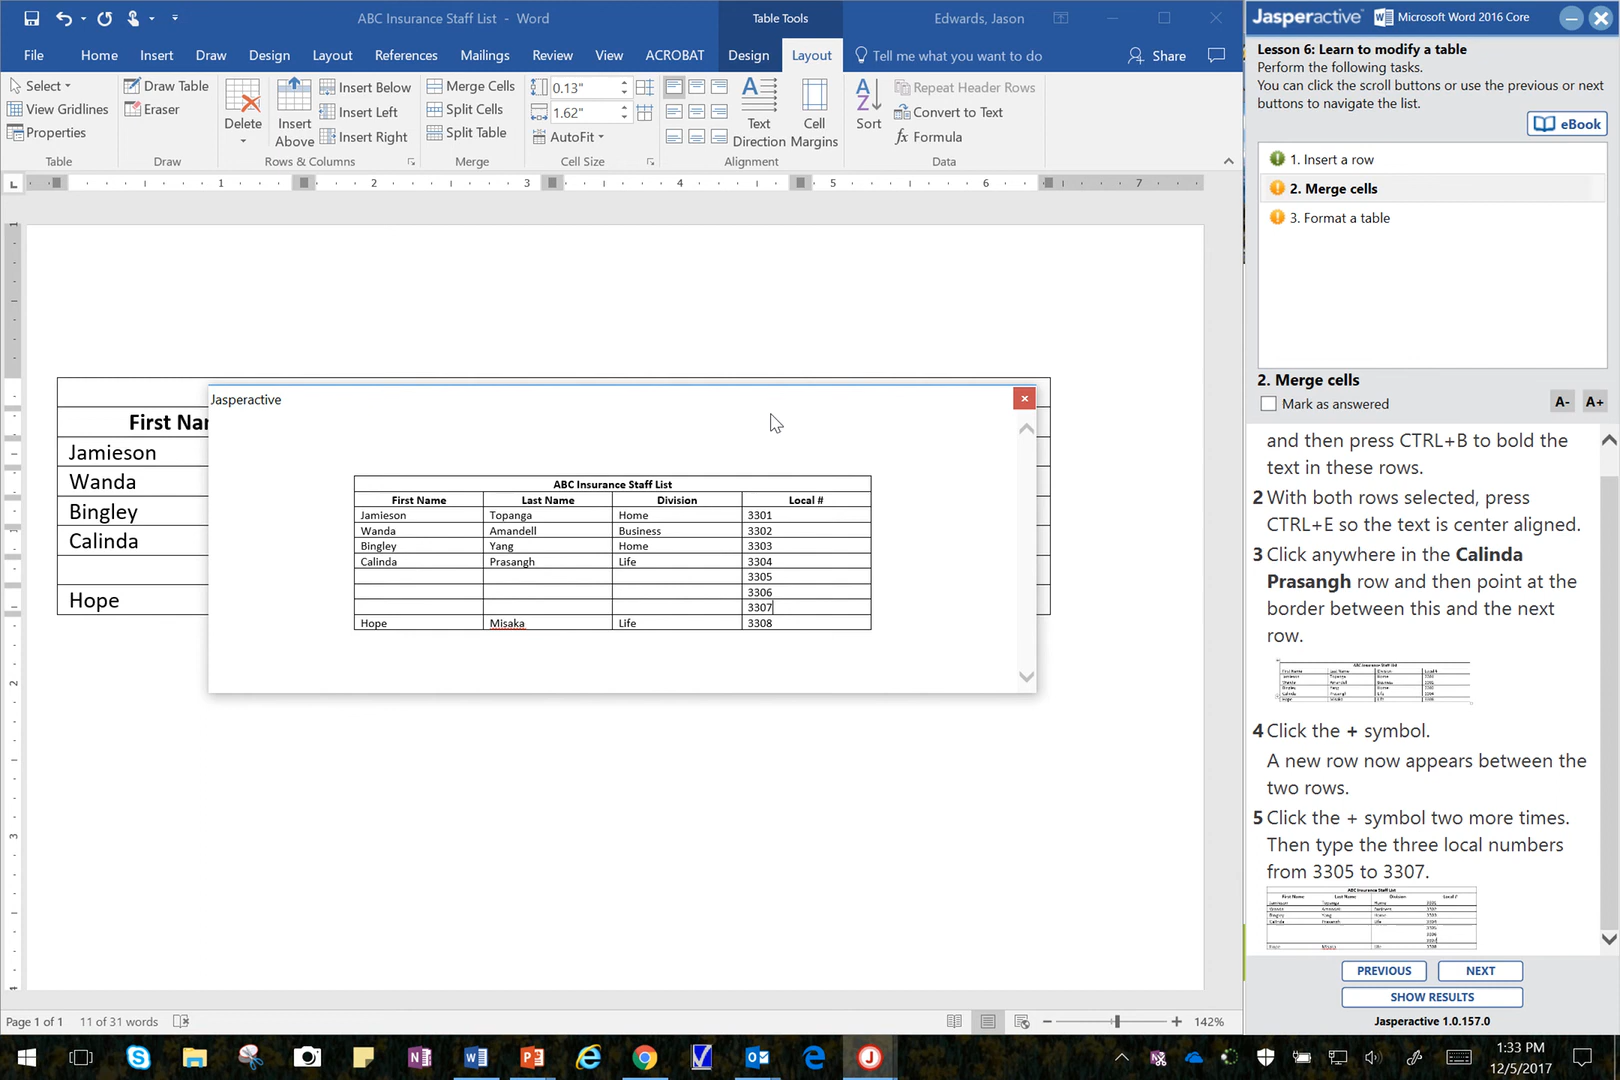 ABC Insurance Staff List - Word
Table Tools
Edwards, Jason
File Home Insert Draw Design Layout References Mailings Review View ACROBAT Design Layout Tell me what you want to do Share
Select
View Gridlines
Properties
Table
Draw Table
Eraser
Draw
Delete
Insert Above
Insert Below
Insert Left
Insert Right
Rows & Columns
Merge Cells
Split Cells
Split Table
Merge
0.13"
1.62"
AutoFit
Cell Size
Text Direction
Cell Margins
Alignment
Sort
Repeat Header Rows
Convert to Text
fx Formula
Data
L
1 2 3 4 5 6 7
1
2
3
First Nar
Jamieson
Wanda
Bingley
Calinda
Hope
Jasperactive
ABC Insurance Staff List
First Name Last Name Division Local #
Jamieson Topanga Home 3301
Wanda Amandell Business 3302
Bingley Yang Home 3303
Calinda Prasangh Life 3304
3305
3306
3307
Hope Misaka Life 3308
Page 1 of 1 11 of 31 words
142%
Jasperactive™ Microsoft Word 2016 Core
Lesson 6: Learn to modify a table
Perform the following tasks.
You can click the scroll buttons or use the previous or next
buttons to navigate the list.
eBook
1. Insert a row
2. Merge cells
3. Format a table
2. Merge cells
Mark as answered
A- A+
and then press CTRL+B to bold the
text in these rows.
2 With both rows selected, press
CTRL+E so the text is center aligned.
3 Click anywhere in the Calinda
Prasangh row and then point at the
border between this and the next
row.
4 Click the + symbol.
A new row now appears between the
two rows.
5 Click the + symbol two more times.
Then type the three local numbers
from 3305 to 3307.
PREVIOUS NEXT
SHOW RESULTS
Jasperactive 1.0.157.0
1:33 PM
12/5/2017